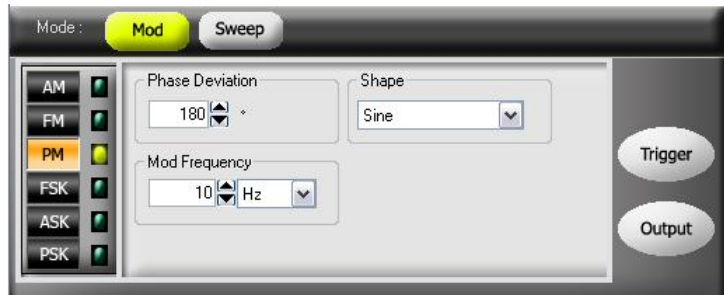 Mode : Mod Sweep
AM
FM
PM
FSK
ASK
PSK
Phase Deviation
180 °
Shape
Sine
Mod Frequency
10 Hz
Trigger
Output